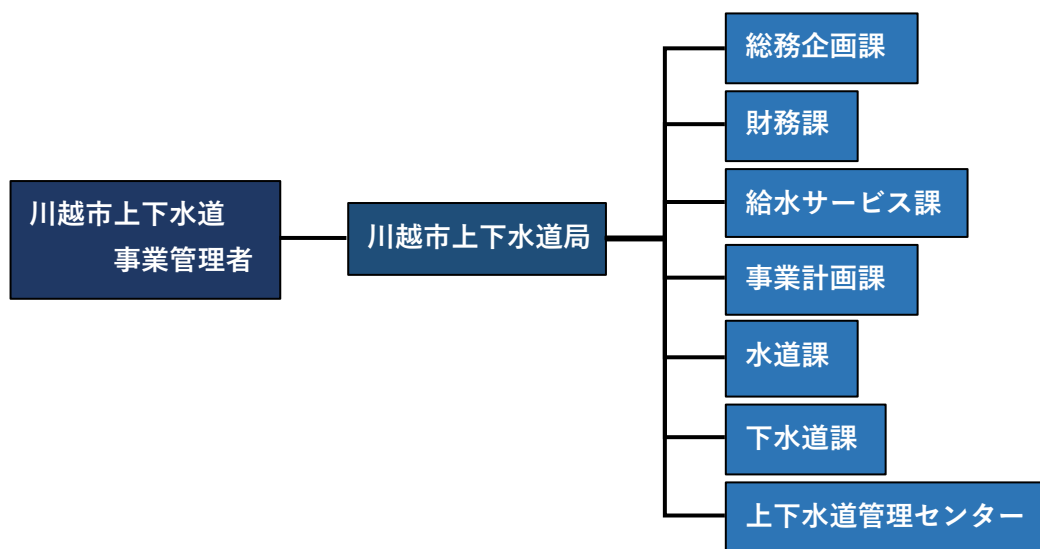 川越市上下水道
事業管理者
川越市上下水道局
総務企画課
財務課
給水サービス課
事業計画課
水道課
下水道課
上下水道管理センター